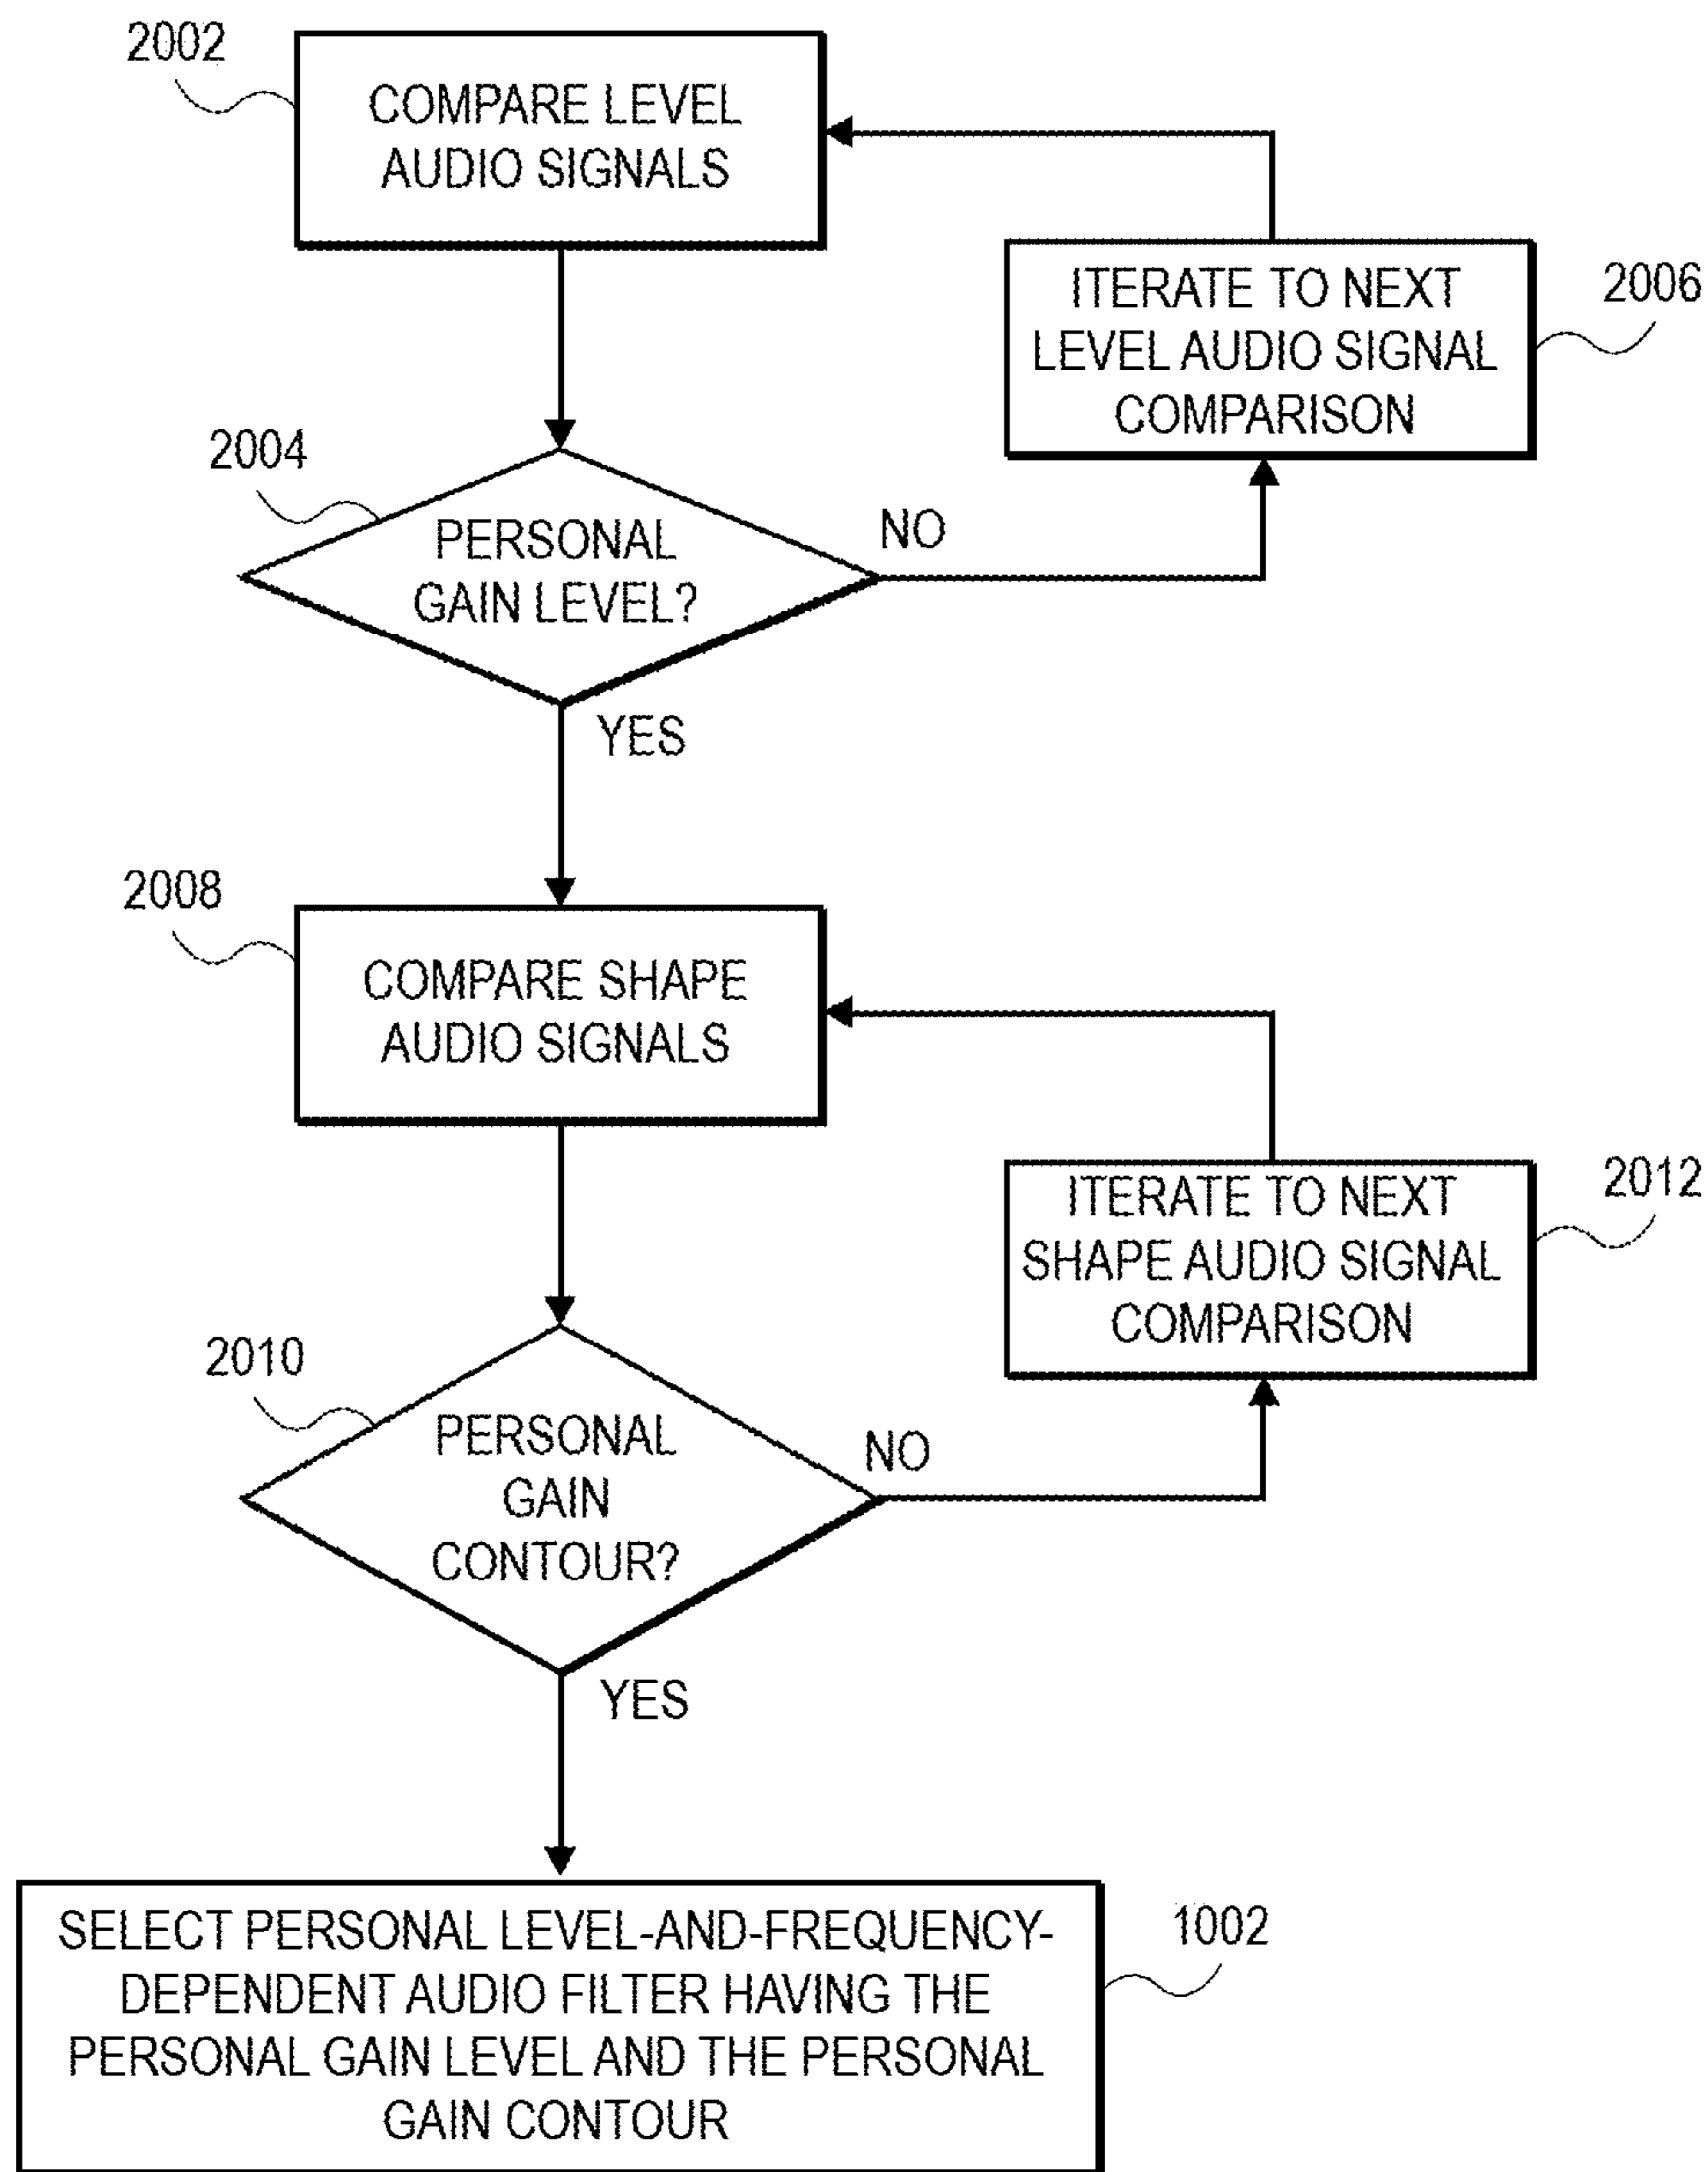 2002
COMPARE LEVEL
AUDIO SIGNALS
ITERATE TO NEXT
LEVEL AUDIO SIGNAL
COMPARISON
2006
2004
PERSONAL
GAIN LEVEL?
NO
YES
2008
COMPARE SHAPE
AUDIO SIGNALS
ITERATE TO NEXT
SHAPE AUDIO SIGNAL
COMPARISON
2012
2010
PERSONAL
GAIN
CONTOUR?
NO
YES
SELECT PERSONAL LEVEL-AND-FREQUENCY-
DEPENDENT AUDIO FILTER HAVING THE
PERSONAL GAIN LEVEL AND THE PERSONAL
GAIN CONTOUR
1002